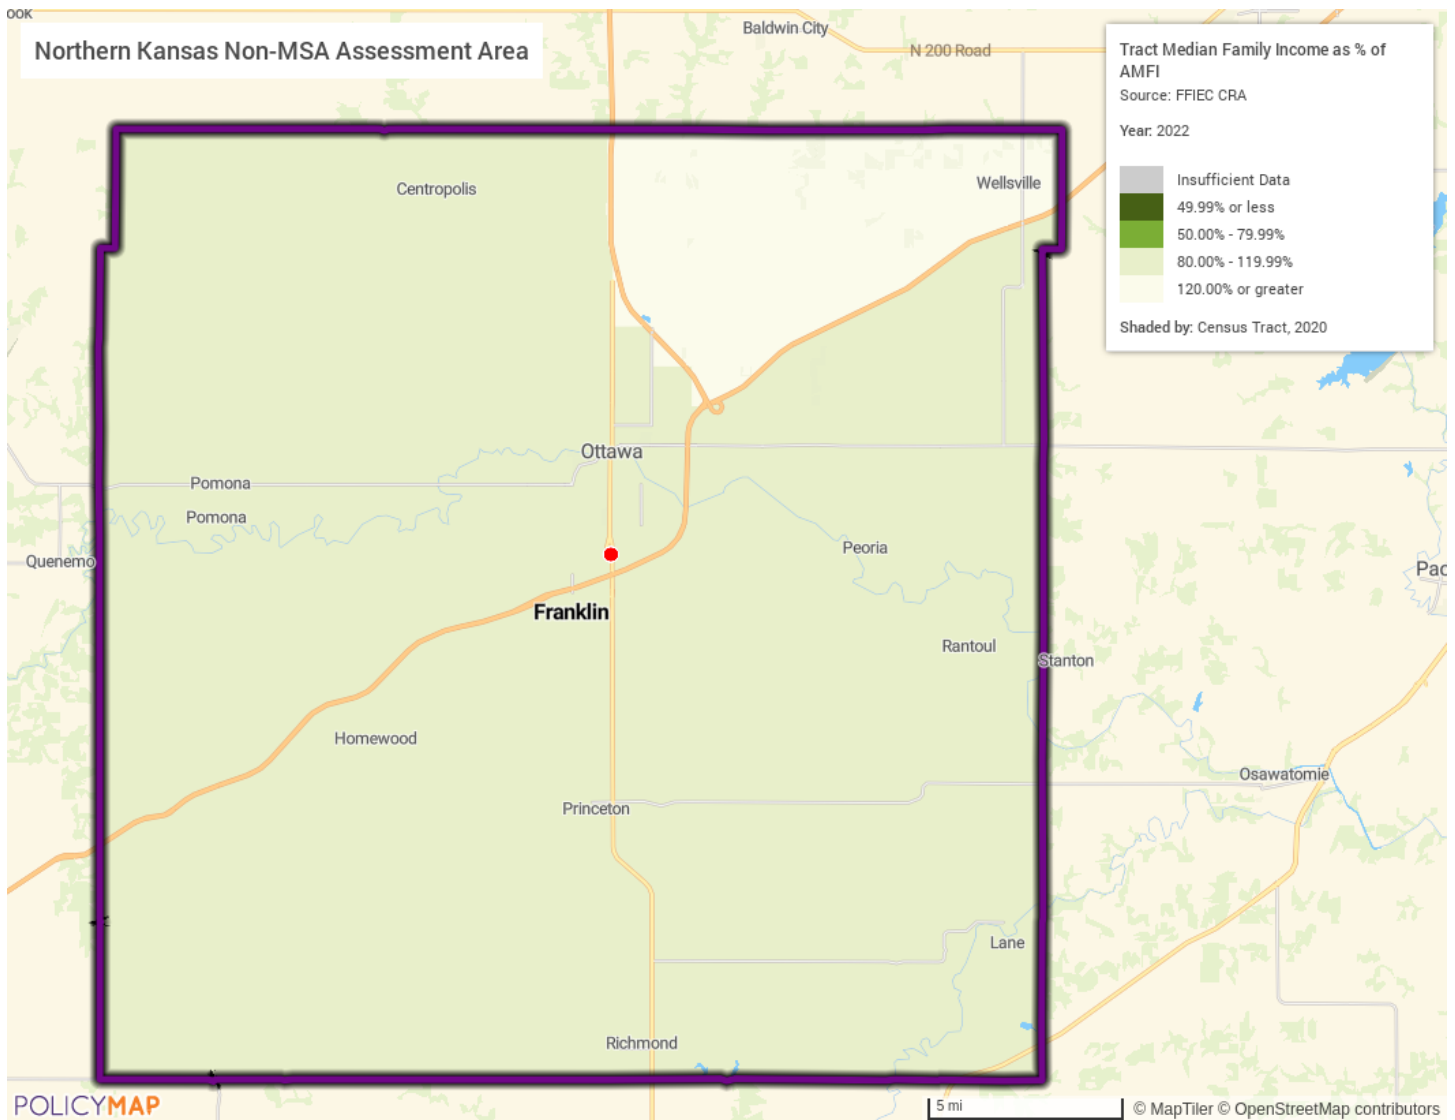 OOK
Northern Kansas Non-MSA Assessment Area
Baldwin City
N 200 Road
Tract Median Family Income as % of
AMFI
Source: FFIEC CRA
Year: 2022
Insufficient Data
49.99% or less
50.00% - 79.99%
80.00% - 119.99%
120.00% or greater
Shaded by: Census Tract, 2020
Centropolis
Wellsville
Ottawa
Pomona
Pomona
Quenemo
Peoria
Pac
Franklin
Rantoul
Stanton
Homewood
Osawatomie
Princeton
Lane
Richmond
POLICYMAP
5 mi
© MapTiler © OpenStreetMap contributors